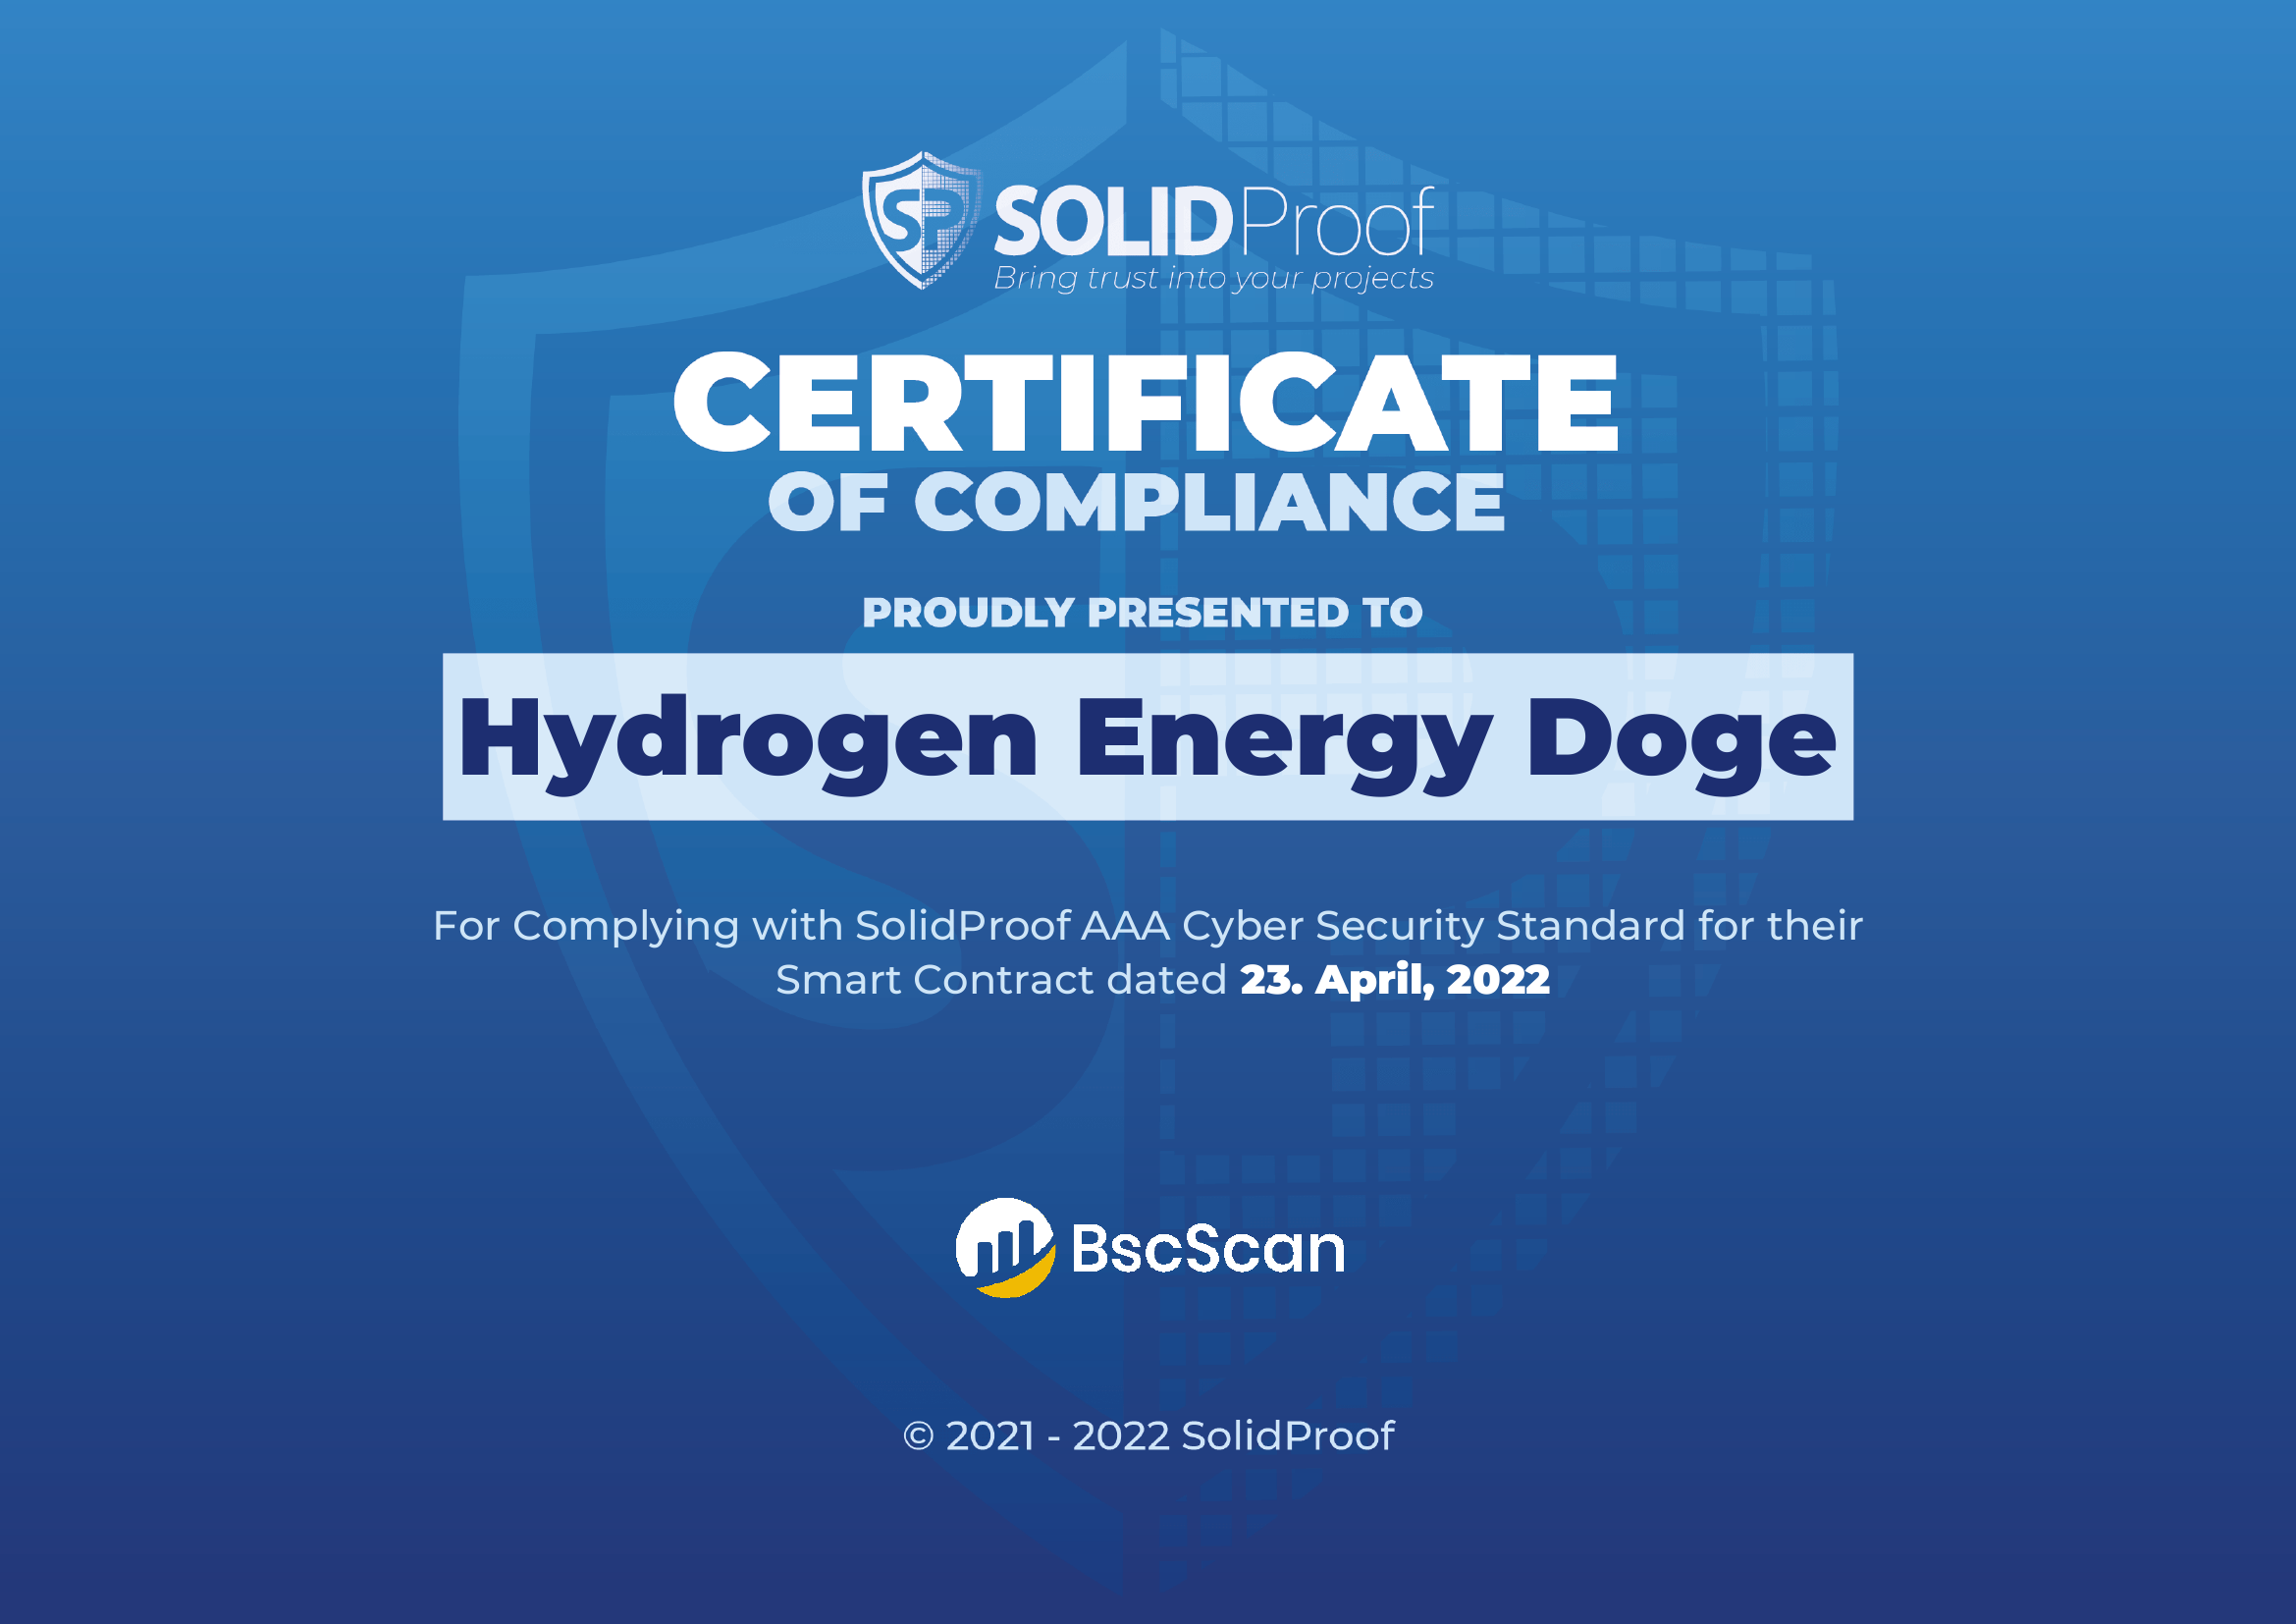 SP SOLIDProof
Bring trust into your projects
CERTIFICATE
OF COMPLIANCE
PROUDLY PRESENTED TO
Hydrogen Energy Doge
For Complying with SolidProof AAA Cyber Security Standard for their
Smart Contract dated 23. April, 2022
BscScan
© 2021 - 2022 SolidProof